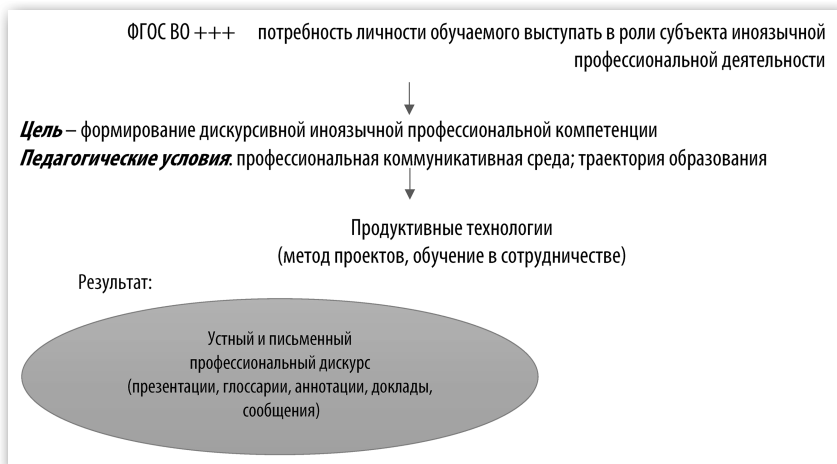 ФГОС ВО +++ потребность личности обучаемого выступать в роли субъекта иноязычной
профессиональной деятельности
Цель – формирование дискурсивной иноязычной профессиональной компетенции
Педагогические условия: профессиональная коммуникативная среда; траектория образования
Продуктивные технологии
(метод проектов, обучение в сотрудничестве)
Результат:
Устный и письменный
профессиональный дискурс
(презентации, глоссарии, аннотации, доклады,
сообщения)